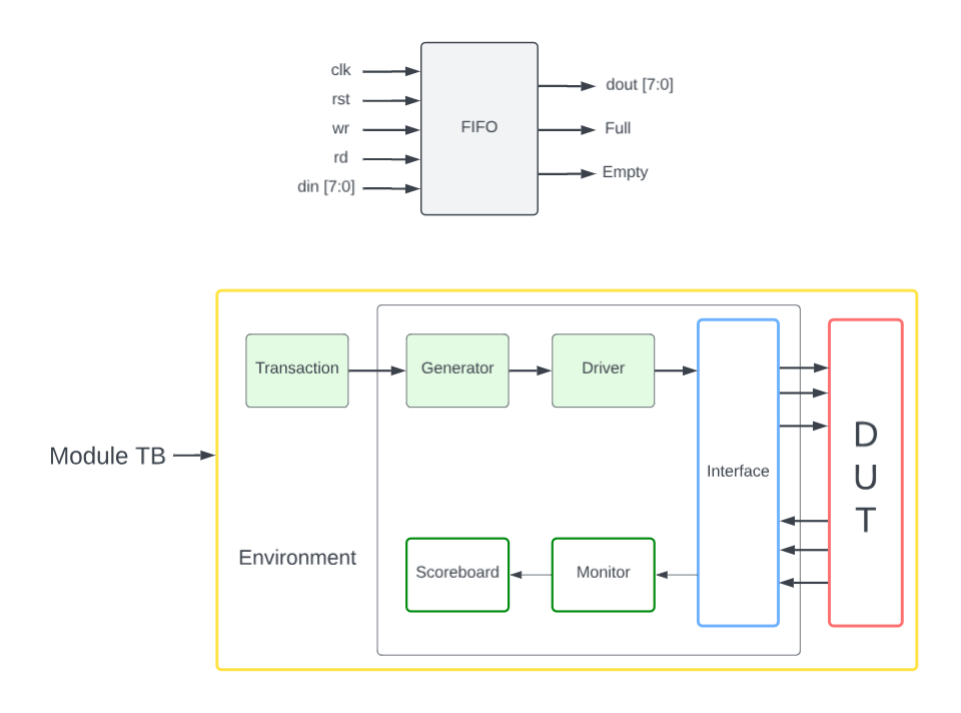 clk
rst
wr
rd
din [7:0]
FIFO
dout [7:0]
Full
Empty
Transaction
Generator
Driver
Interface
Module TB
Environment
Scoreboard
Monitor
D
U
T